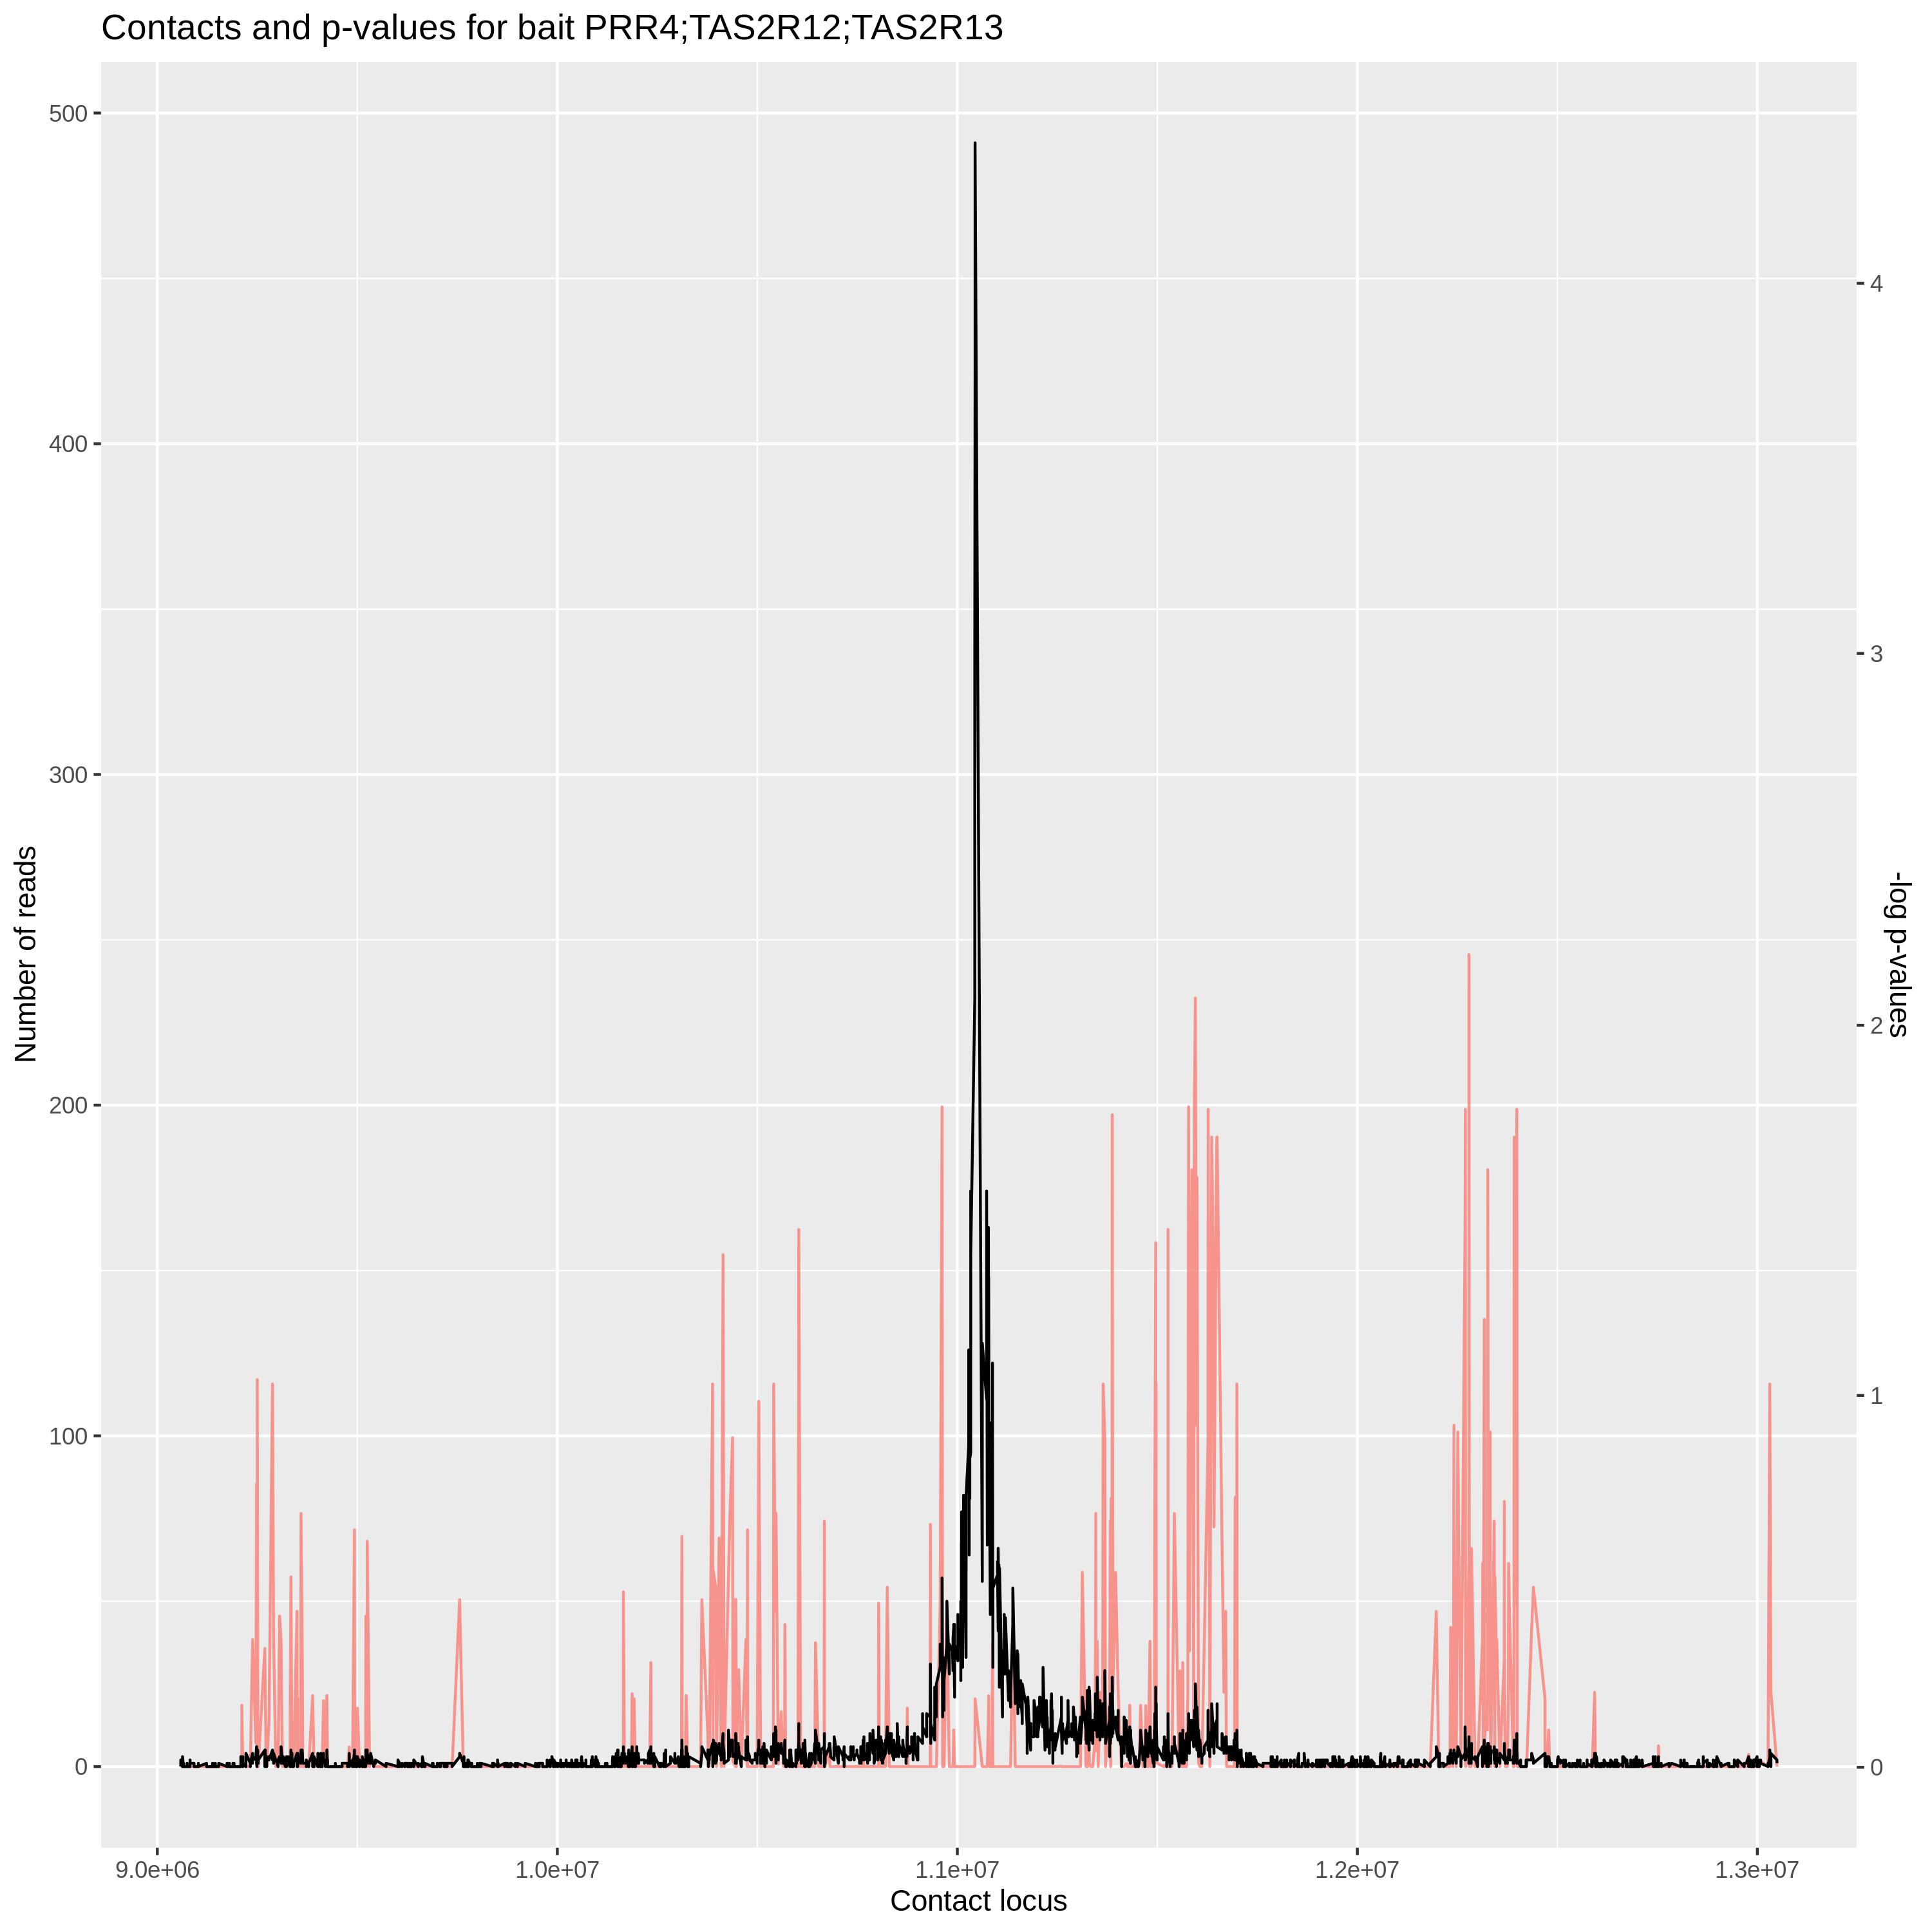 Contacts and p-values for bait PRR4;TAS2R12;TAS2R13
500
400
300
200
100
0
Number of reads
4
3
2
1
0
-log p-values
9.0e+06 1.0e+07 1.1e+07 1.2e+07 1.3e+07
Contact locus